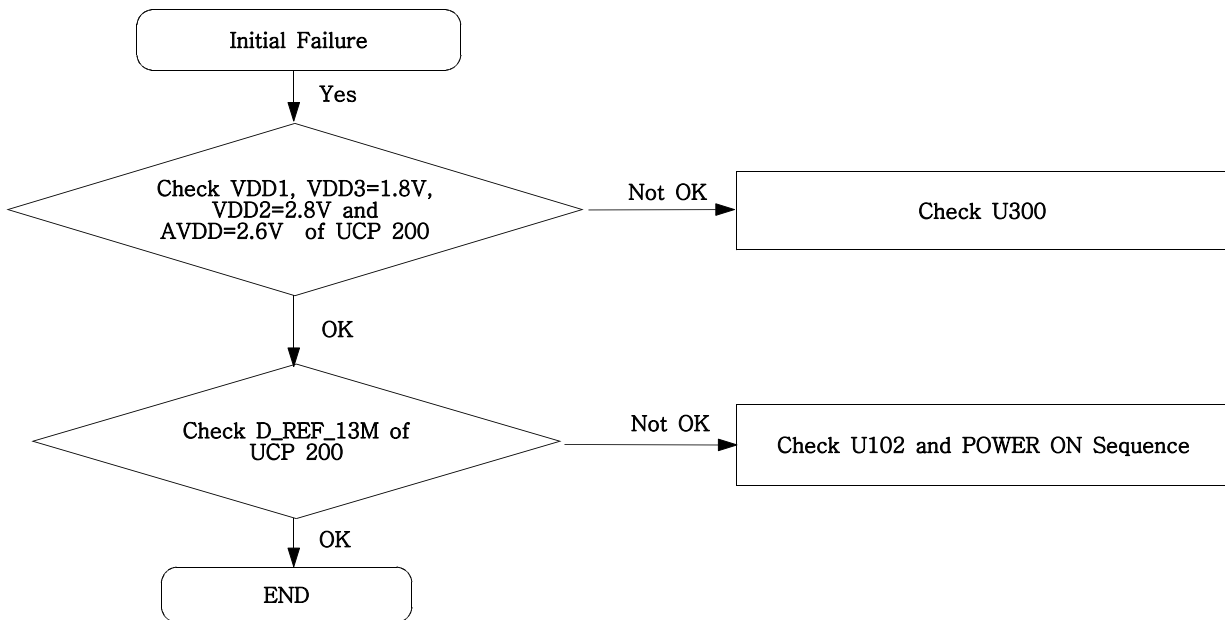 Initial Failure
Yes
Check VDD1, VDD3=1.8V,
VDD2=2.8V and
AVDD=2.6V of UCP 200
Not OK
Check U300
OK
Check D_REF_13M of
UCP 200
Not OK
Check U102 and POWER ON Sequence
OK
END